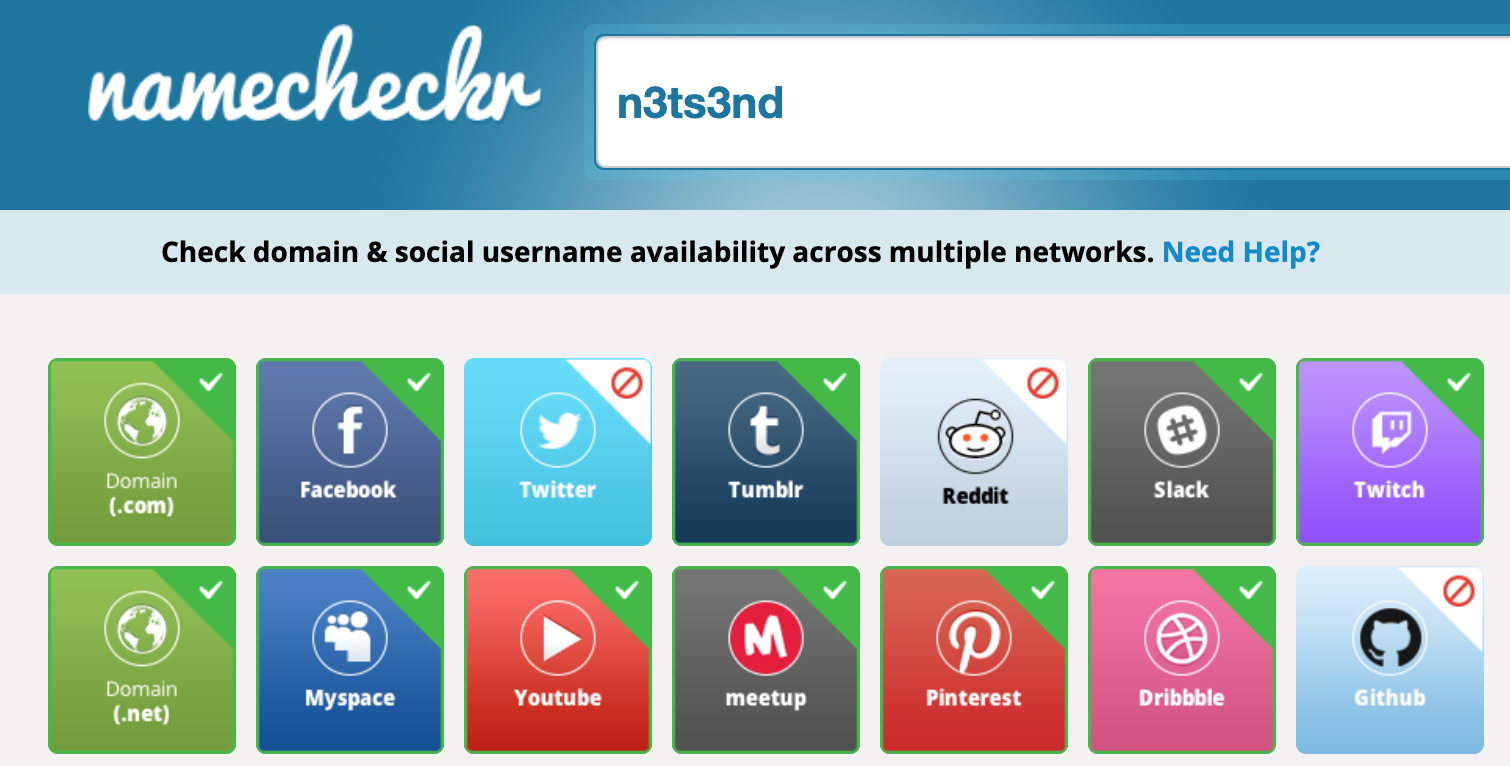 namecheckr
n3ts3nd
Check domain & social username availability across multiple networks. Need Help?
Domain
(.com)
Facebook
Twitter
Tumblr
Reddit
Slack
Twitch
Domain
(.net)
Myspace
Youtube
meetup
Pinterest
Dribbble
Github